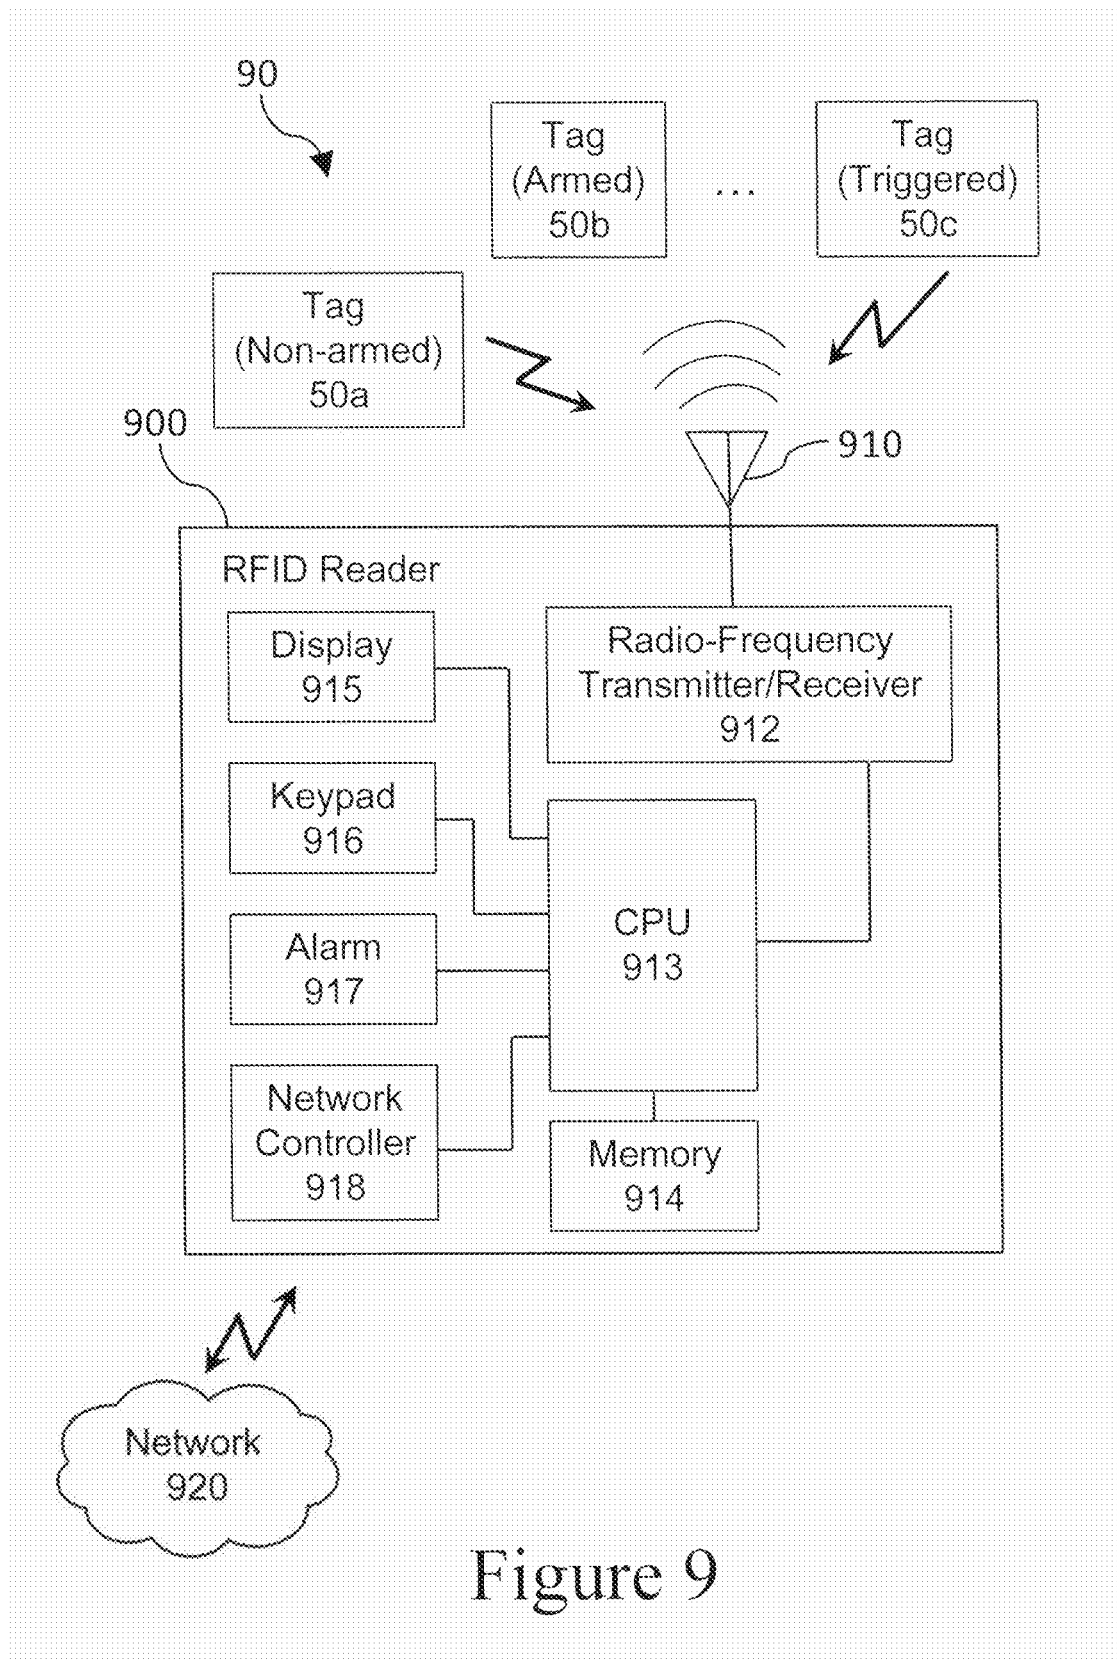 90
Tag
(Armed)
50b
...
Tag
(Triggered)
50c
Tag
(Non-armed)
50a
900
910
RFID Reader
Display
915
Radio-Frequency
Transmitter/Receiver
912
Keypad
916
CPU
913
Alarm
917
Network
Controller
918
Memory
914
Network
920
Figure 9